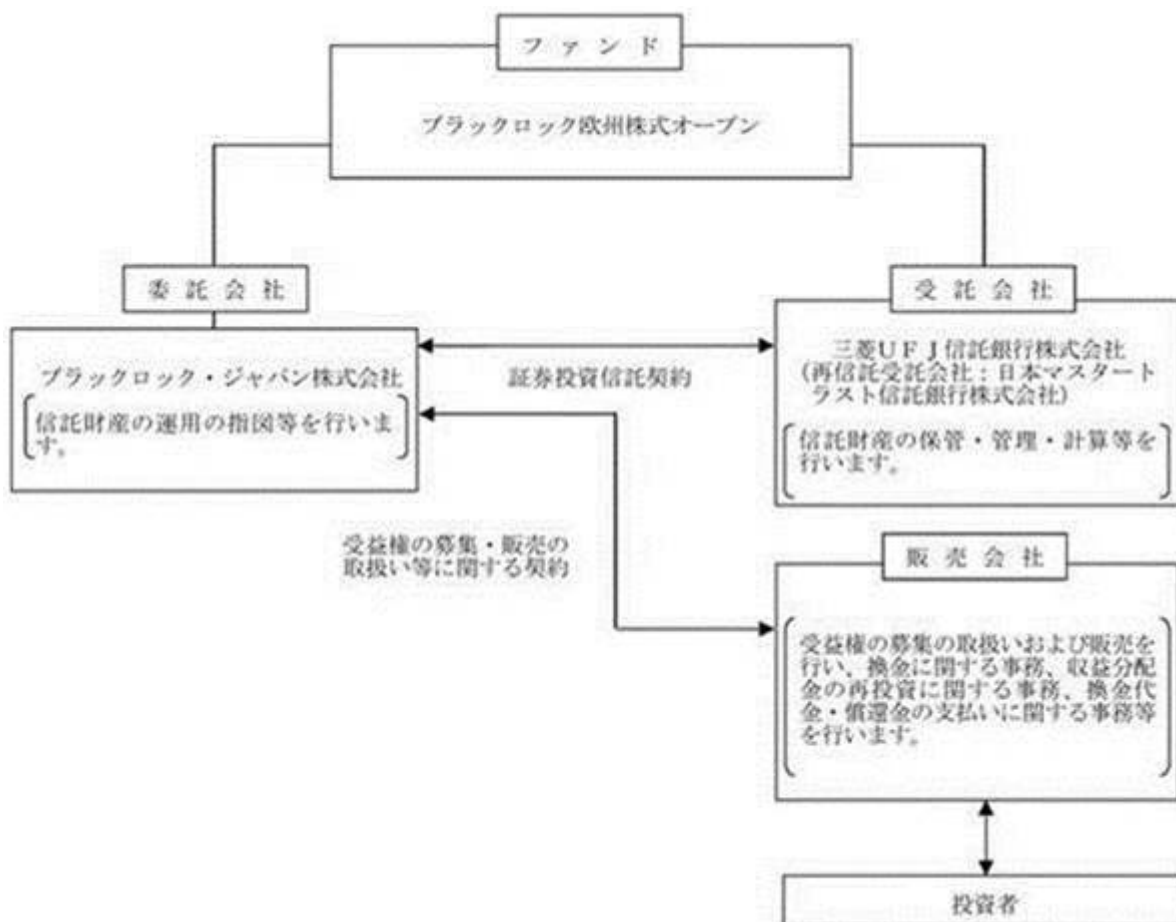 ファンド
ブラックロック欧州株式オープン
委託会社
ブラックロック・ジャパン株式会社
信託財産の運用の指図等を行いま
す。
証券投資信託契約
受託会社
三菱UFJ信託銀行株式会社
(再信託受託会社:日本マスタート
ラスト信託銀行株式会社)
信託財産の保管・管理・計算等を
行います。
受益権の募集・販売の
取扱い等に関する契約
販売会社
受益権の募集の取扱いおよび販売を
行い、換金に関する事務、収益分配
金の再投資に関する事務、換金代
金・償還金の支払いに関する事務等
を行います。
投資者